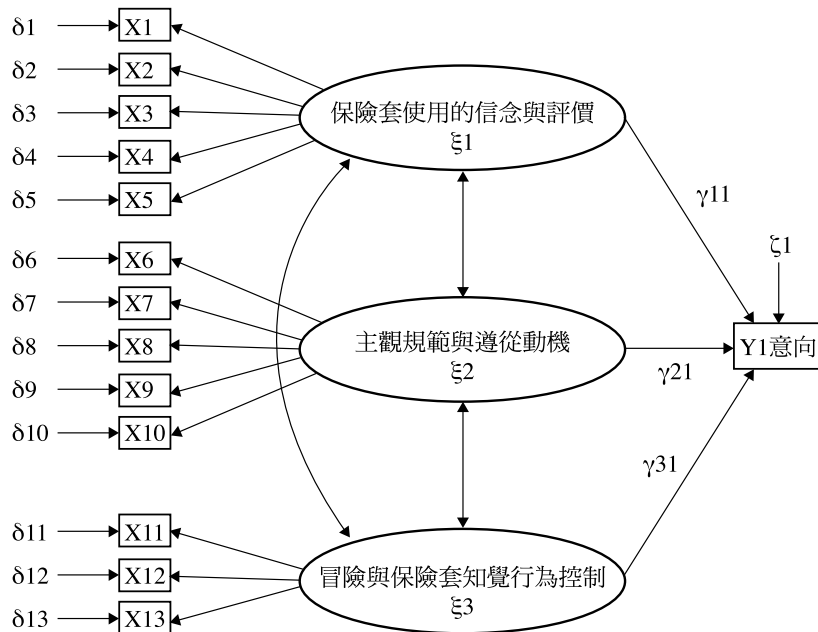 δ1 X1
δ2 X2
δ3 X3
δ4 X4
δ5 X5
保險套使用的信念與評價
ξ1
γ11
ζ1
δ6 X6
δ7 X7
δ8 X8
δ9 X9
δ10 X10
主觀規範與遵從動機
ξ2
γ21
Y1意向
γ31
δ11 X11
δ12 X12
δ13 X13
冒險與保險套知覺行為控制
ξ3